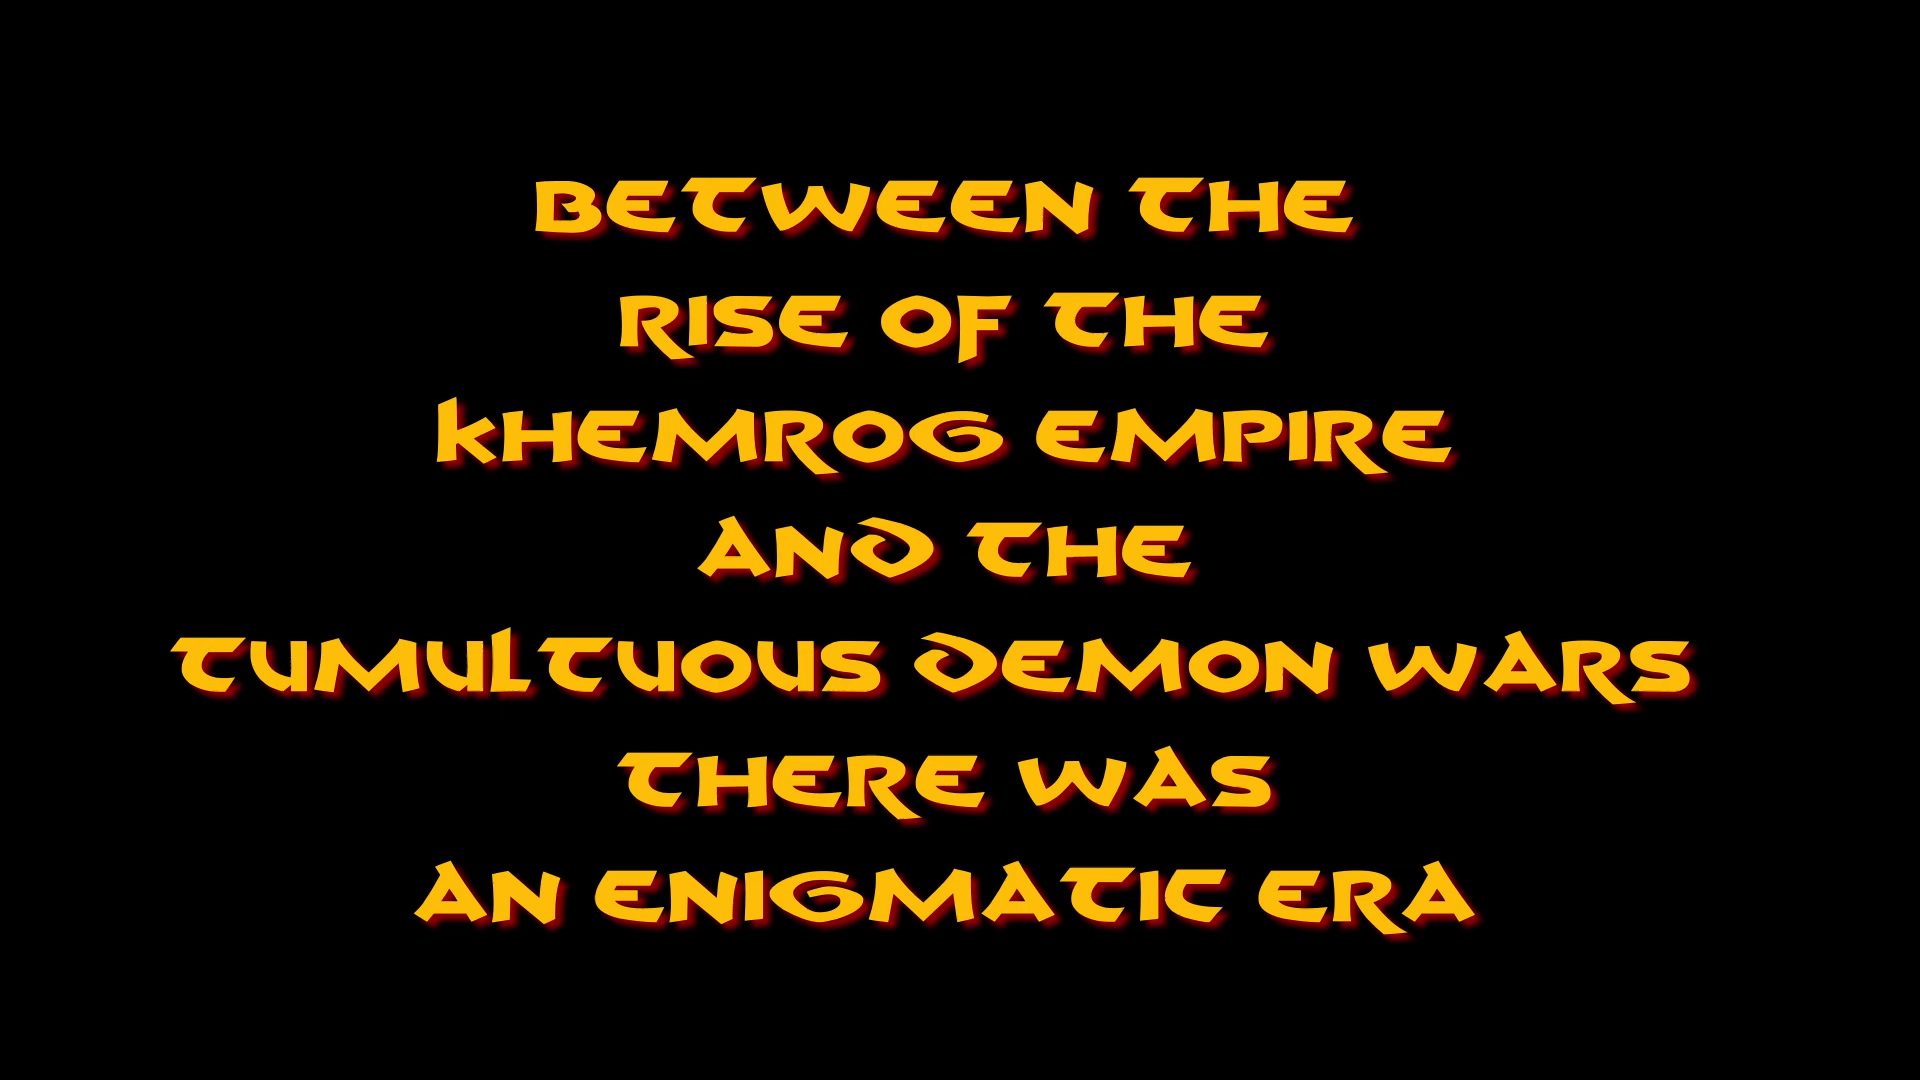 BETWEEN THE
RISE OF THE
KHEMROG EMPIRE
AND THE
TUMULTUOUS DEMON WARS
THERE WAS
AN ENIGMATIC ERA